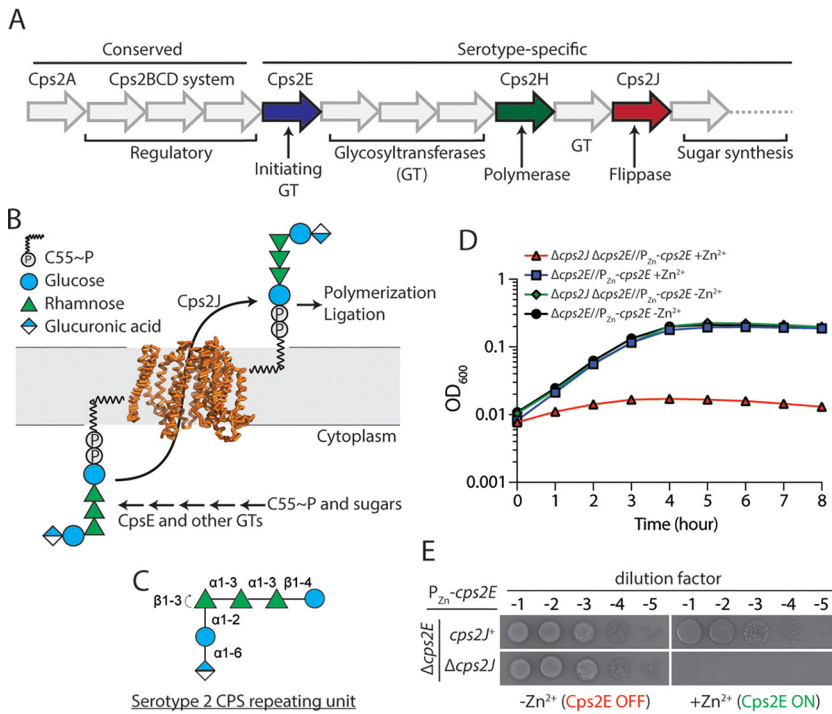 A
Conserved
Serotype-specific
Cps2A
Cps2BCD system
Cps2E
Cps2H
Cps2J
Regulatory
Initiating
GT
Glycosyltransferases
(GT)
Polymerase
GT
Flippase
Sugar synthesis
B
P
C55~P
Glucose
Rhamnose
Glucuronic acid
Cps2J
P
P
Polymerization
Ligation
Cytoplasm
P
P
C55~P and sugars
CpsE and other GTs
C
α1-3
α1-3
β1-4
β1-3
α1-2
α1-6
Serotype 2 CPS repeating unit
D
Δcps2J Δcps2E//PZn-cps2E +Zn2+
Δcps2E//PZn-cps2E +Zn2+
Δcps2J Δcps2E//PZn-cps2E -Zn2+
Δcps2E//PZn-cps2E -Zn2+
1
0.1
0.01
0.001
OD600
0 1 2 3 4 5 6 7 8
Time (hour)
E
dilution factor
PZn-cps2E
-1 -2 -3 -4 -5 -1 -2 -3 -4 -5
Δcps2E
cps2J+
Δcps2J
-Zn2+ (Cps2E OFF)
+Zn2+ (Cps2E ON)